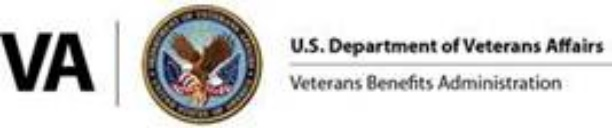 VA
U.S. Department of Veterans Affairs
Veterans Benefits Administration